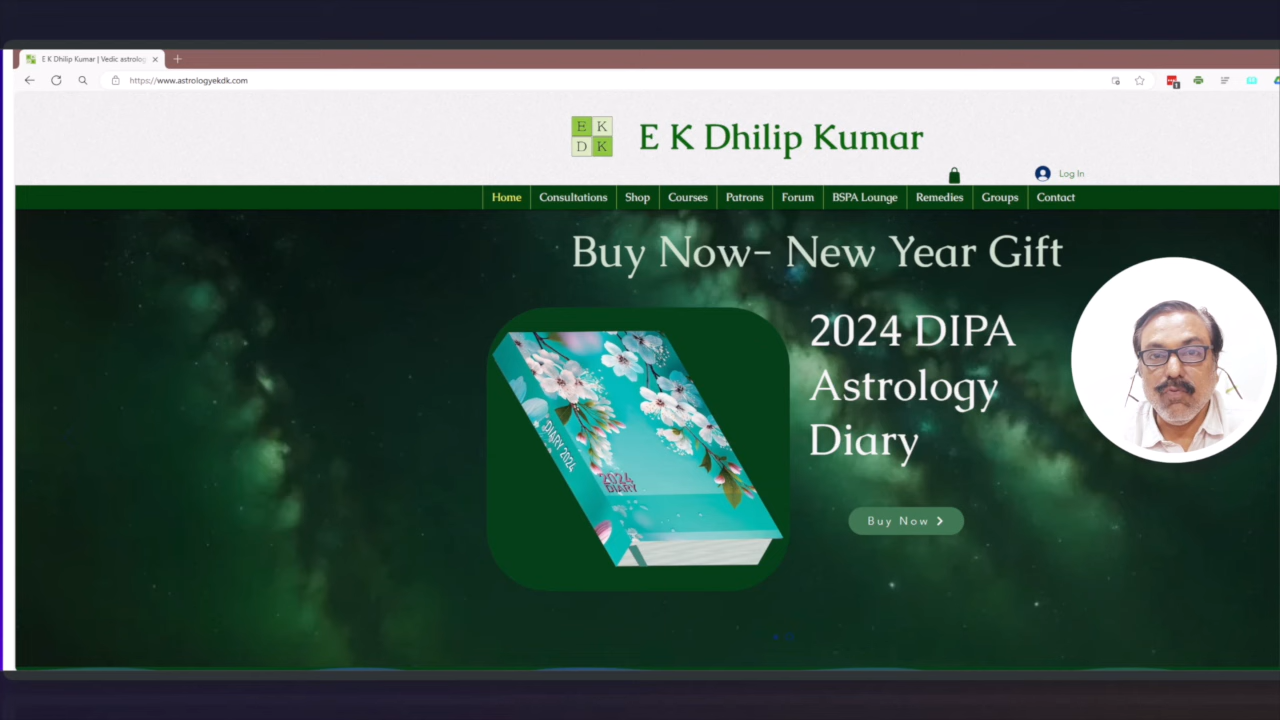 E K Dhilip Kumar | Vedic astrolog
https://www.astrologyekdk.com
E K
D K
E K Dhilip Kumar
Log In
Home Consultations Shop Courses Patrons Forum BSPA Lounge Remedies Groups Contact
Buy Now- New Year Gift
2024 DIPA
Astrology
Diary
DIARY 2024
2024
DIARY
Buy Now